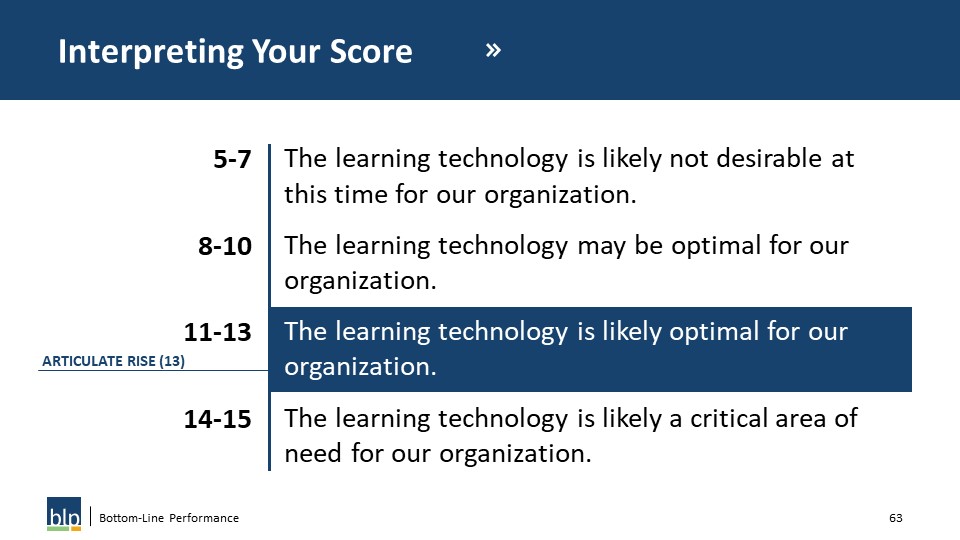 Interpreting Your Score »
5-7 The learning technology is likely not desirable at
this time for our organization.
8-10 The learning technology may be optimal for our
organization.
11-13 The learning technology is likely optimal for our
ARTICULATE RISE (13) organization.
14-15 The learning technology is likely a critical area of
need for our organization.
blp Bottom-Line Performance 63